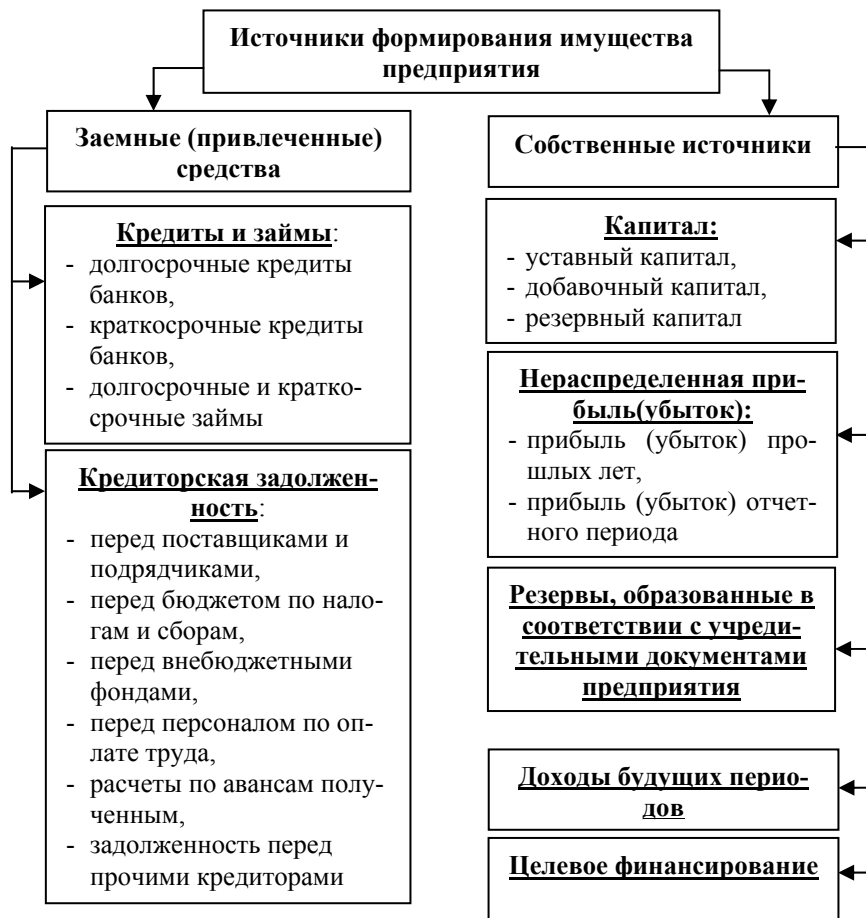 Источники формирования имущества
предприятия
Заемные (привлеченные)
средства
Кредиты и займы:
- долгосрочные кредиты
банков,
- краткосрочные кредиты
банков,
- долгосрочные и кратко-
срочные займы
Кредиторская задолжен-
ность:
- перед поставщиками и
подрядчиками,
- перед бюджетом по нало-
гам и сборам,
- перед внебюджетными
фондами,
- перед персоналом по оп-
лате труда,
- расчеты по авансам полу-
ченным,
- задолженность перед
прочими кредиторами
Собственные источники
Капитал:
- уставный капитал,
- добавочный капитал,
- резервный капитал
Нераспределенная при-
быль(убыток):
- прибыль (убыток) про-
шлых лет,
- прибыль (убыток) отчет-
ного периода
Резервы, образованные в
соответствии с учреди-
тельными документами
предприятия
Доходы будущих перио-
дов
Целевое финансирование